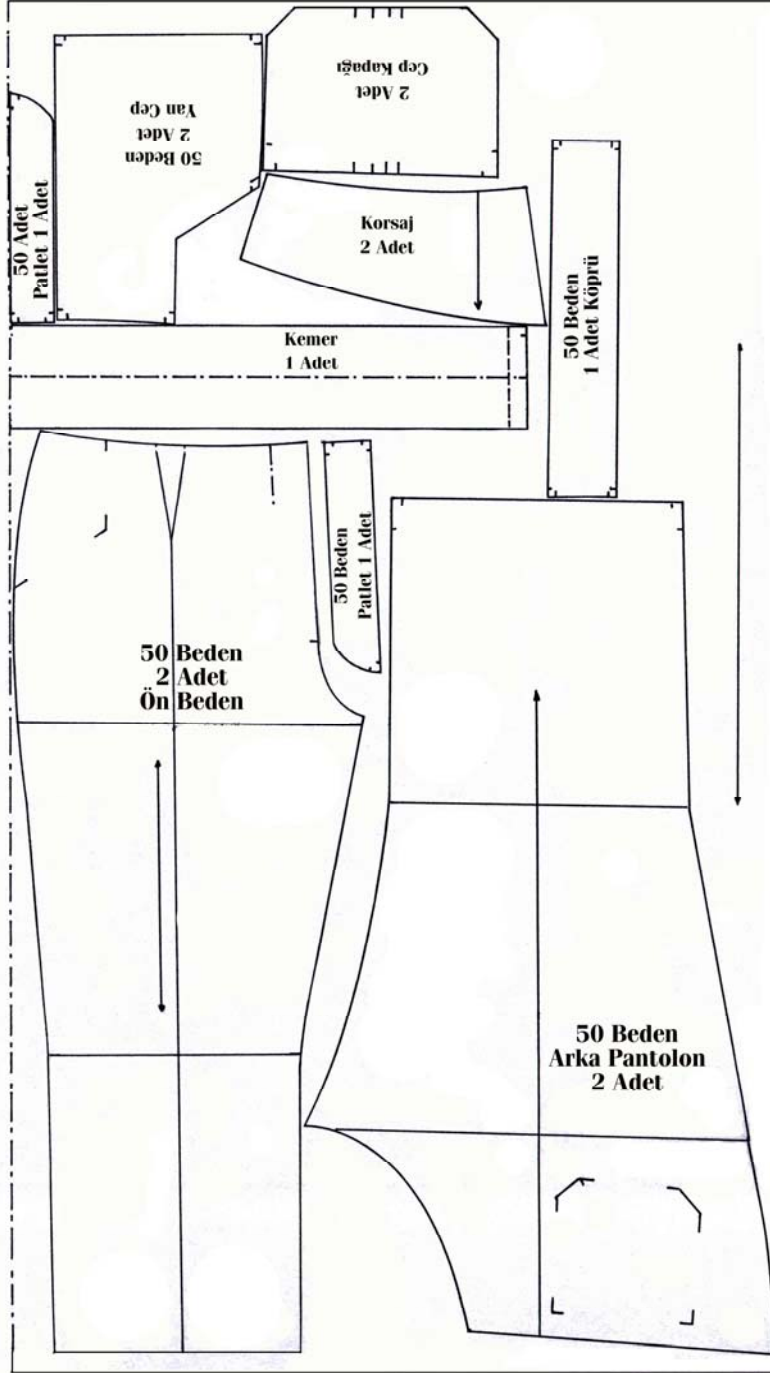 Cep Kapağı
2 Adet
50 Beden
2 Adet
Yan Cep
50 Adet
Patlet 1 Adet
Korsaj
2 Adet
50 Beden
1 Adet Köprü
Kemer
1 Adet
50 Beden
Patlet 1 Adet
50 Beden
2 Adet
Ön Beden
50 Beden
Arka Pantolon
2 Adet